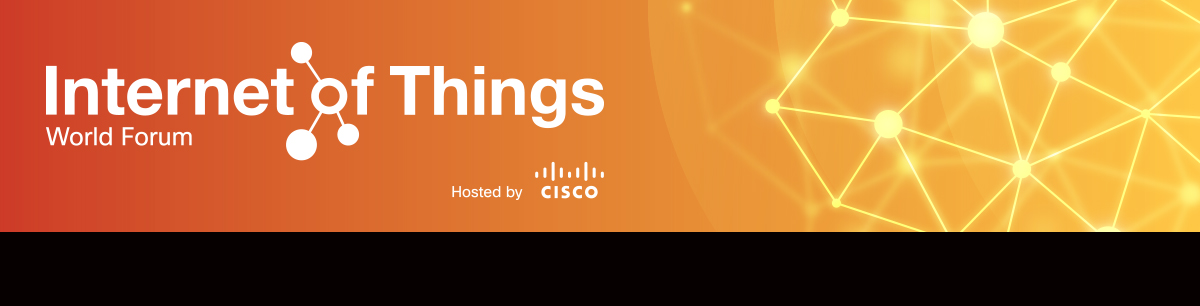 Internet of Things
World Forum
Hosted by CISCO